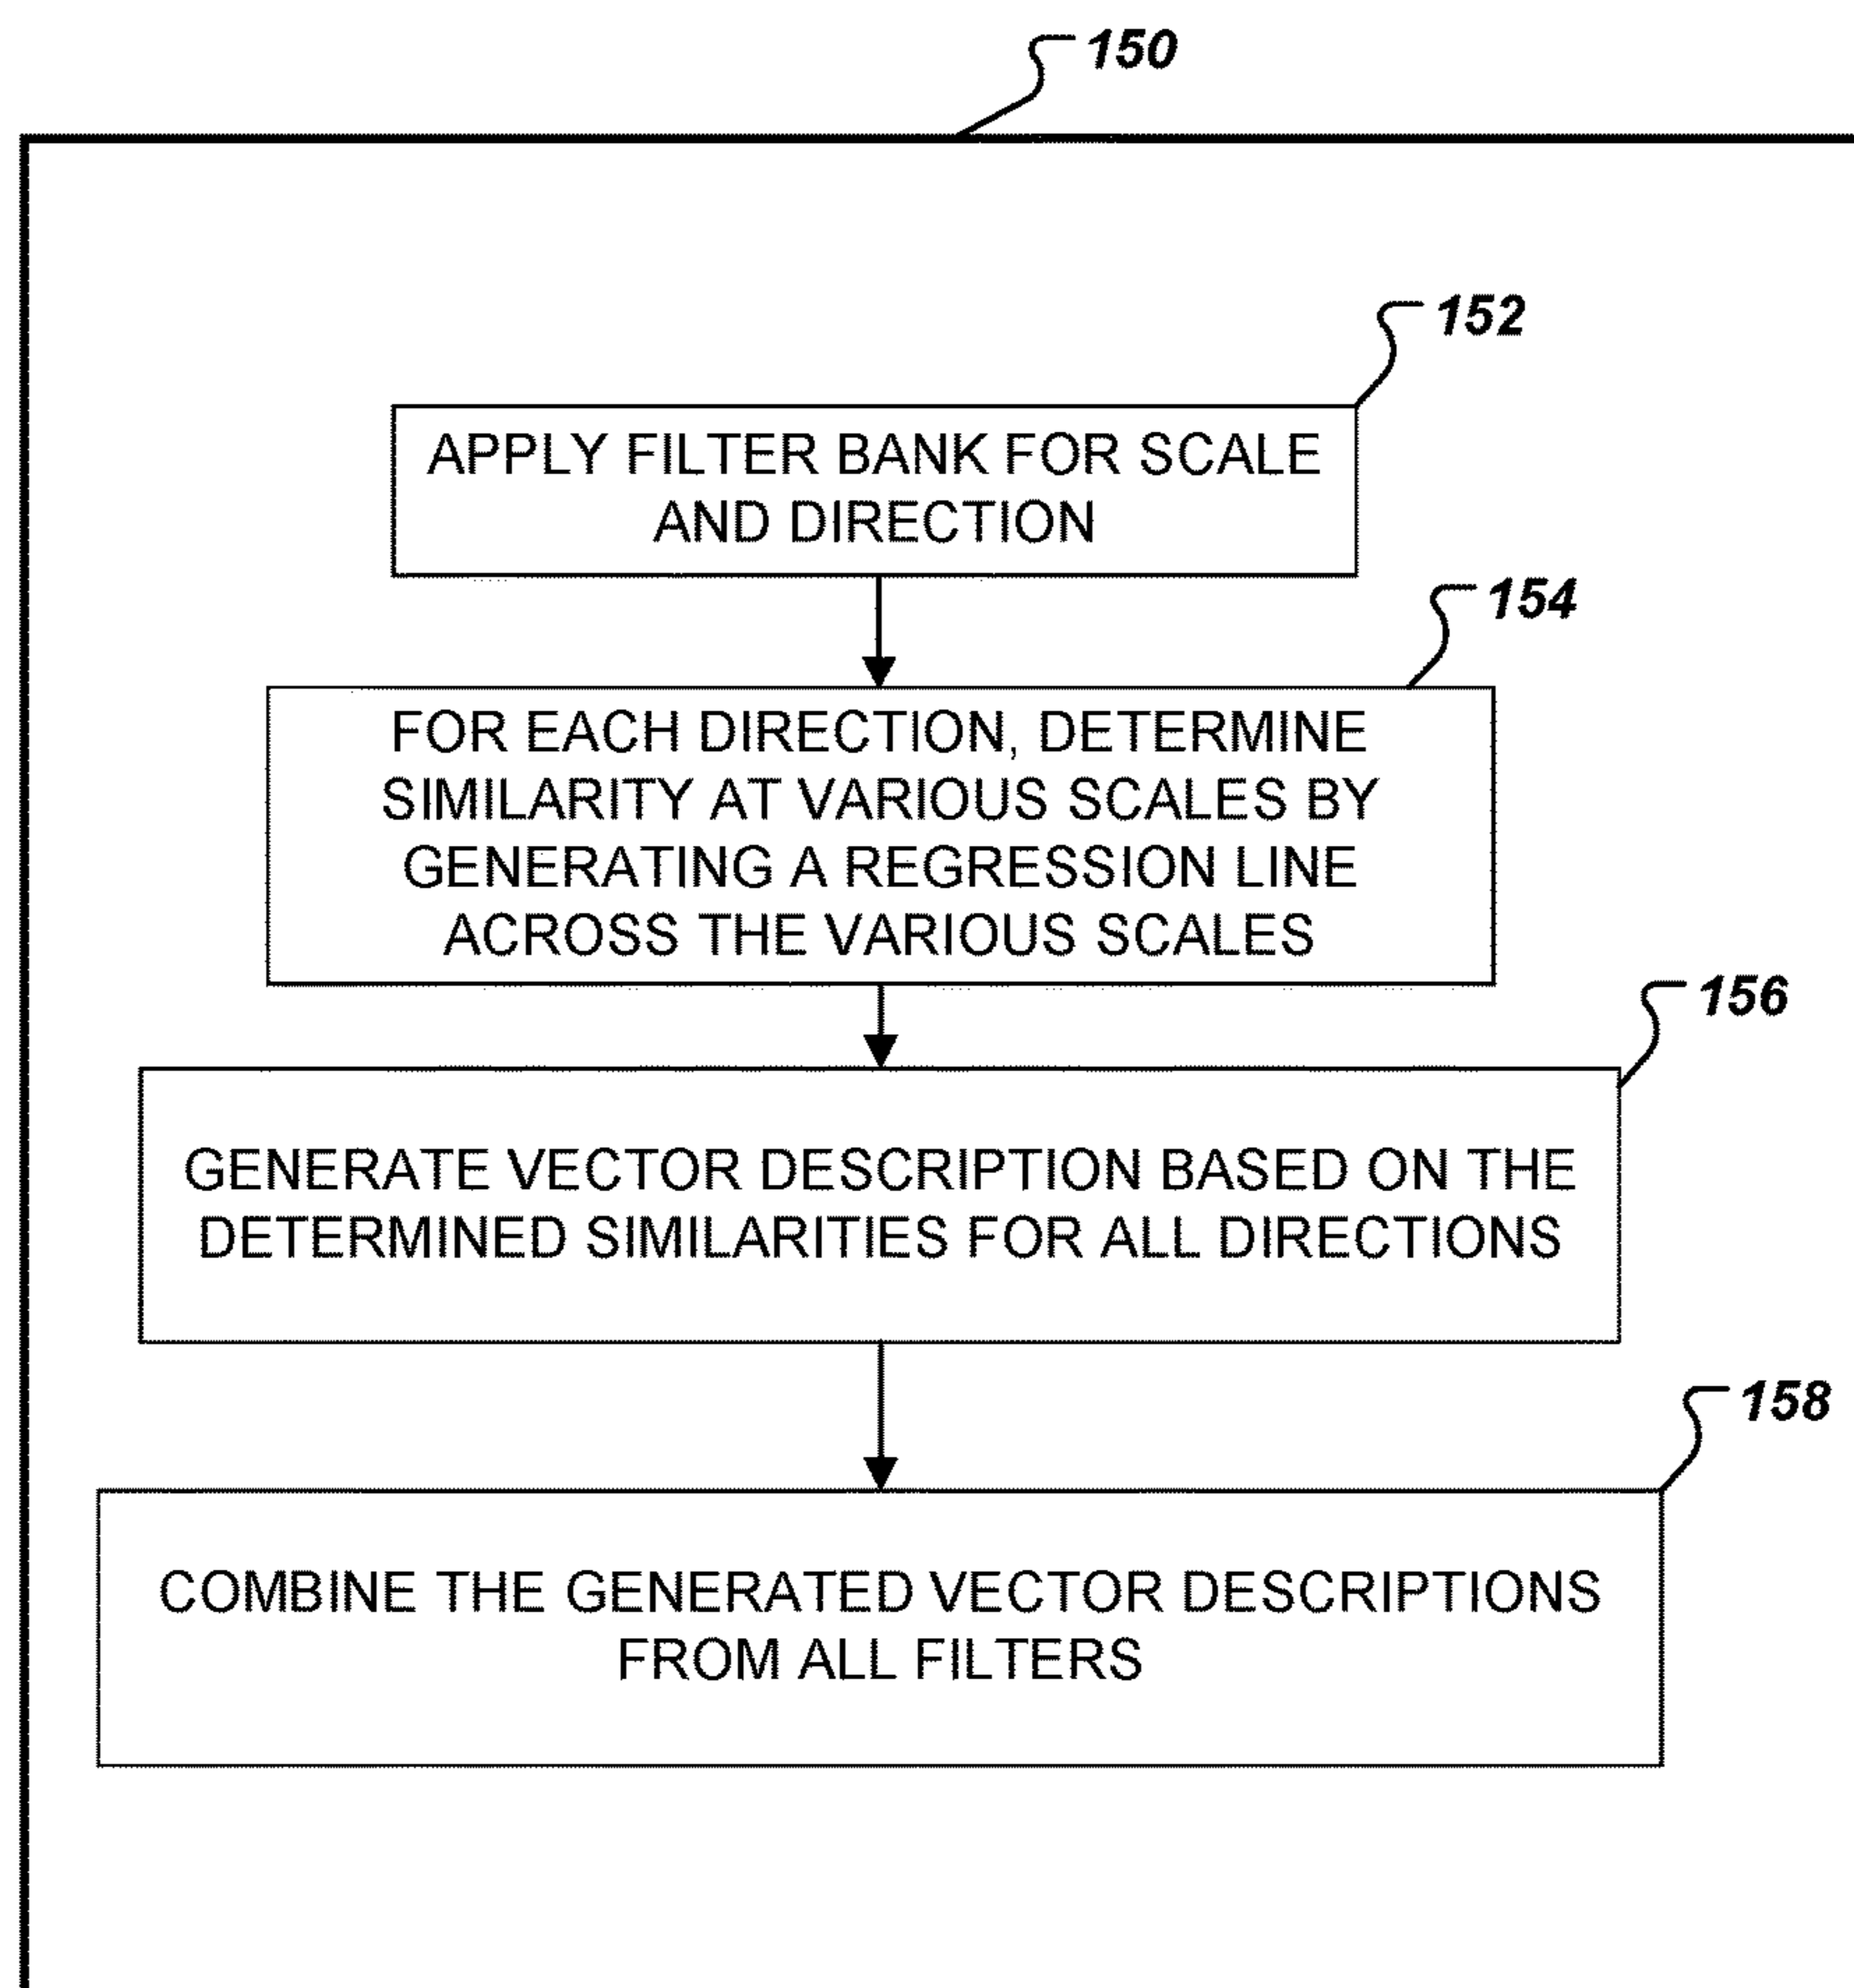 150
152
APPLY FILTER BANK FOR SCALE
AND DIRECTION
154
FOR EACH DIRECTION, DETERMINE
SIMILARITY AT VARIOUS SCALES BY
GENERATING A REGRESSION LINE
ACROSS THE VARIOUS SCALES
156
GENERATE VECTOR DESCRIPTION BASED ON THE
DETERMINED SIMILARITIES FOR ALL DIRECTIONS
158
COMBINE THE GENERATED VECTOR DESCRIPTIONS
FROM ALL FILTERS